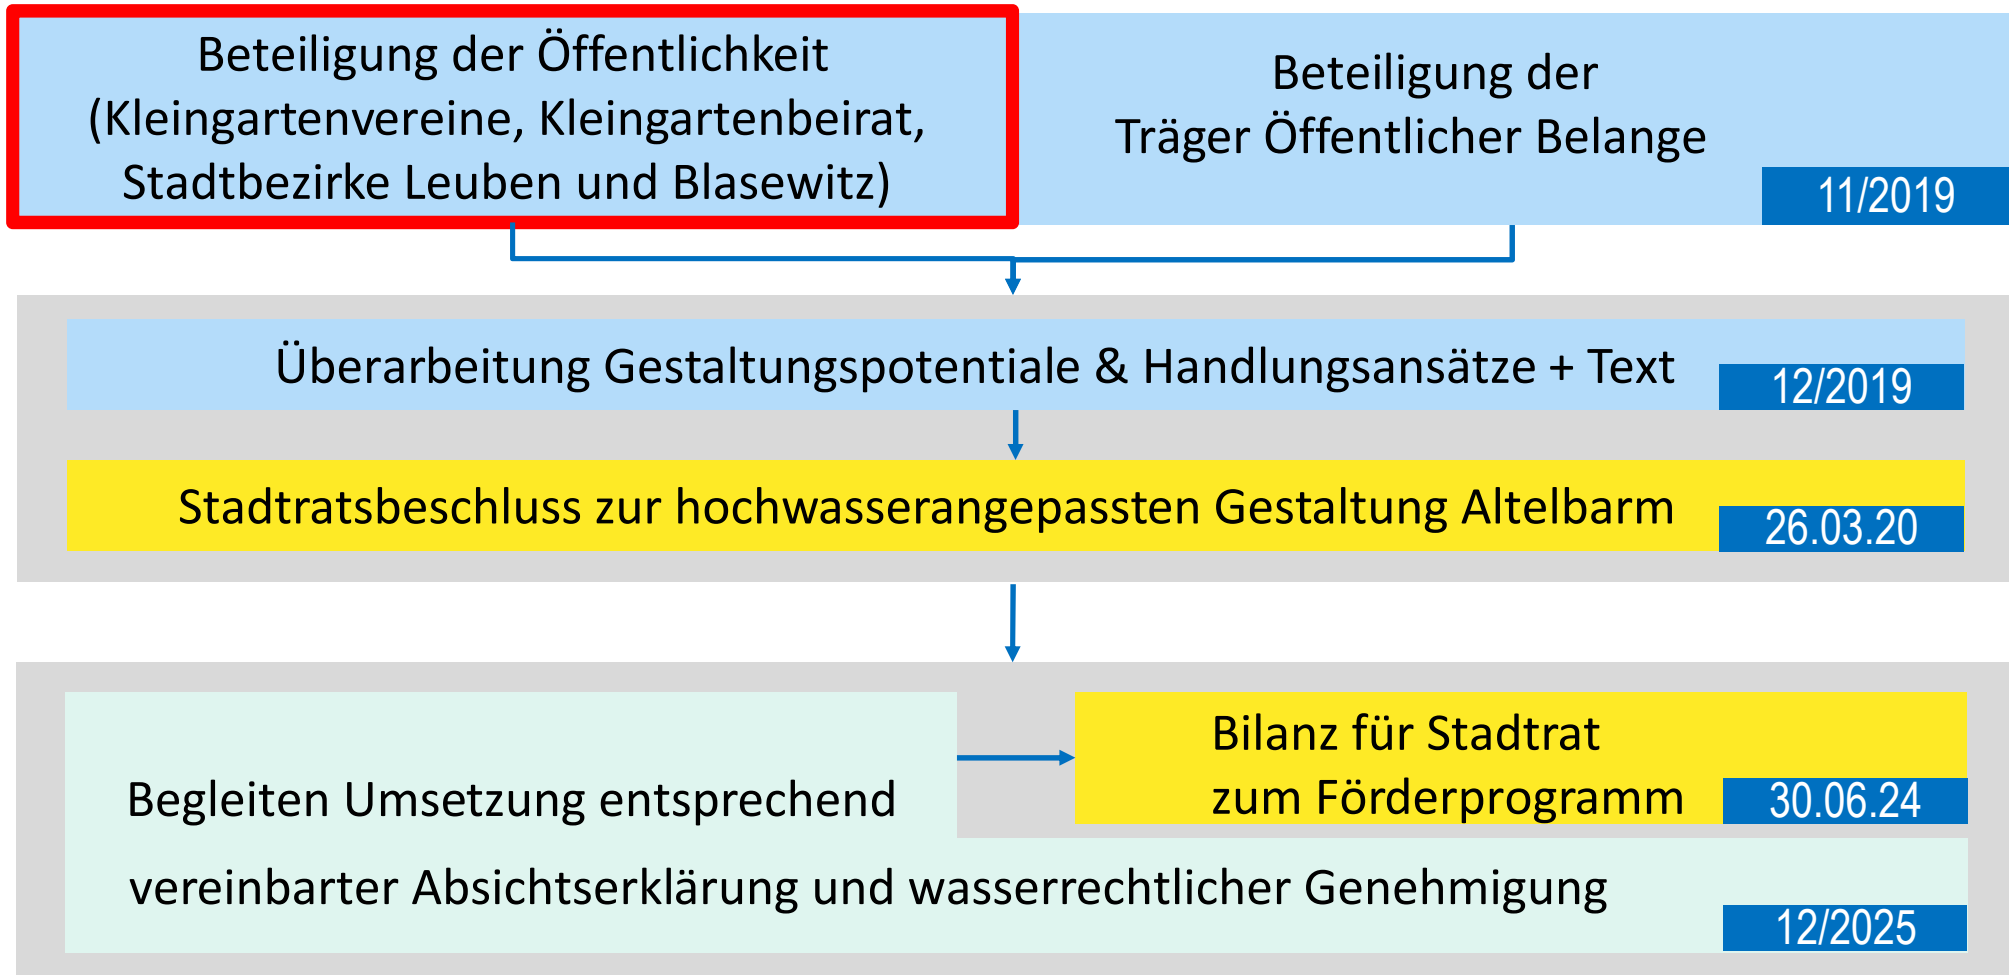 Beteiligung der Öffentlichkeit
(Kleingartenvereine, Kleingartenbeirat,
Stadtbezirke Leuben und Blasewitz)
Beteiligung der
Träger Öffentlicher Belange
11/2019
Überarbeitung Gestaltungspotentiale & Handlungsansätze + Text
12/2019
Stadtratsbeschluss zur hochwasserangepassten Gestaltung Altelbarm
26.03.20
Bilanz für Stadtrat
zum Förderprogramm
30.06.24
Begleiten Umsetzung entsprechend
vereinbarter Absichtserklärung und wasserrechtlicher Genehmigung
12/2025